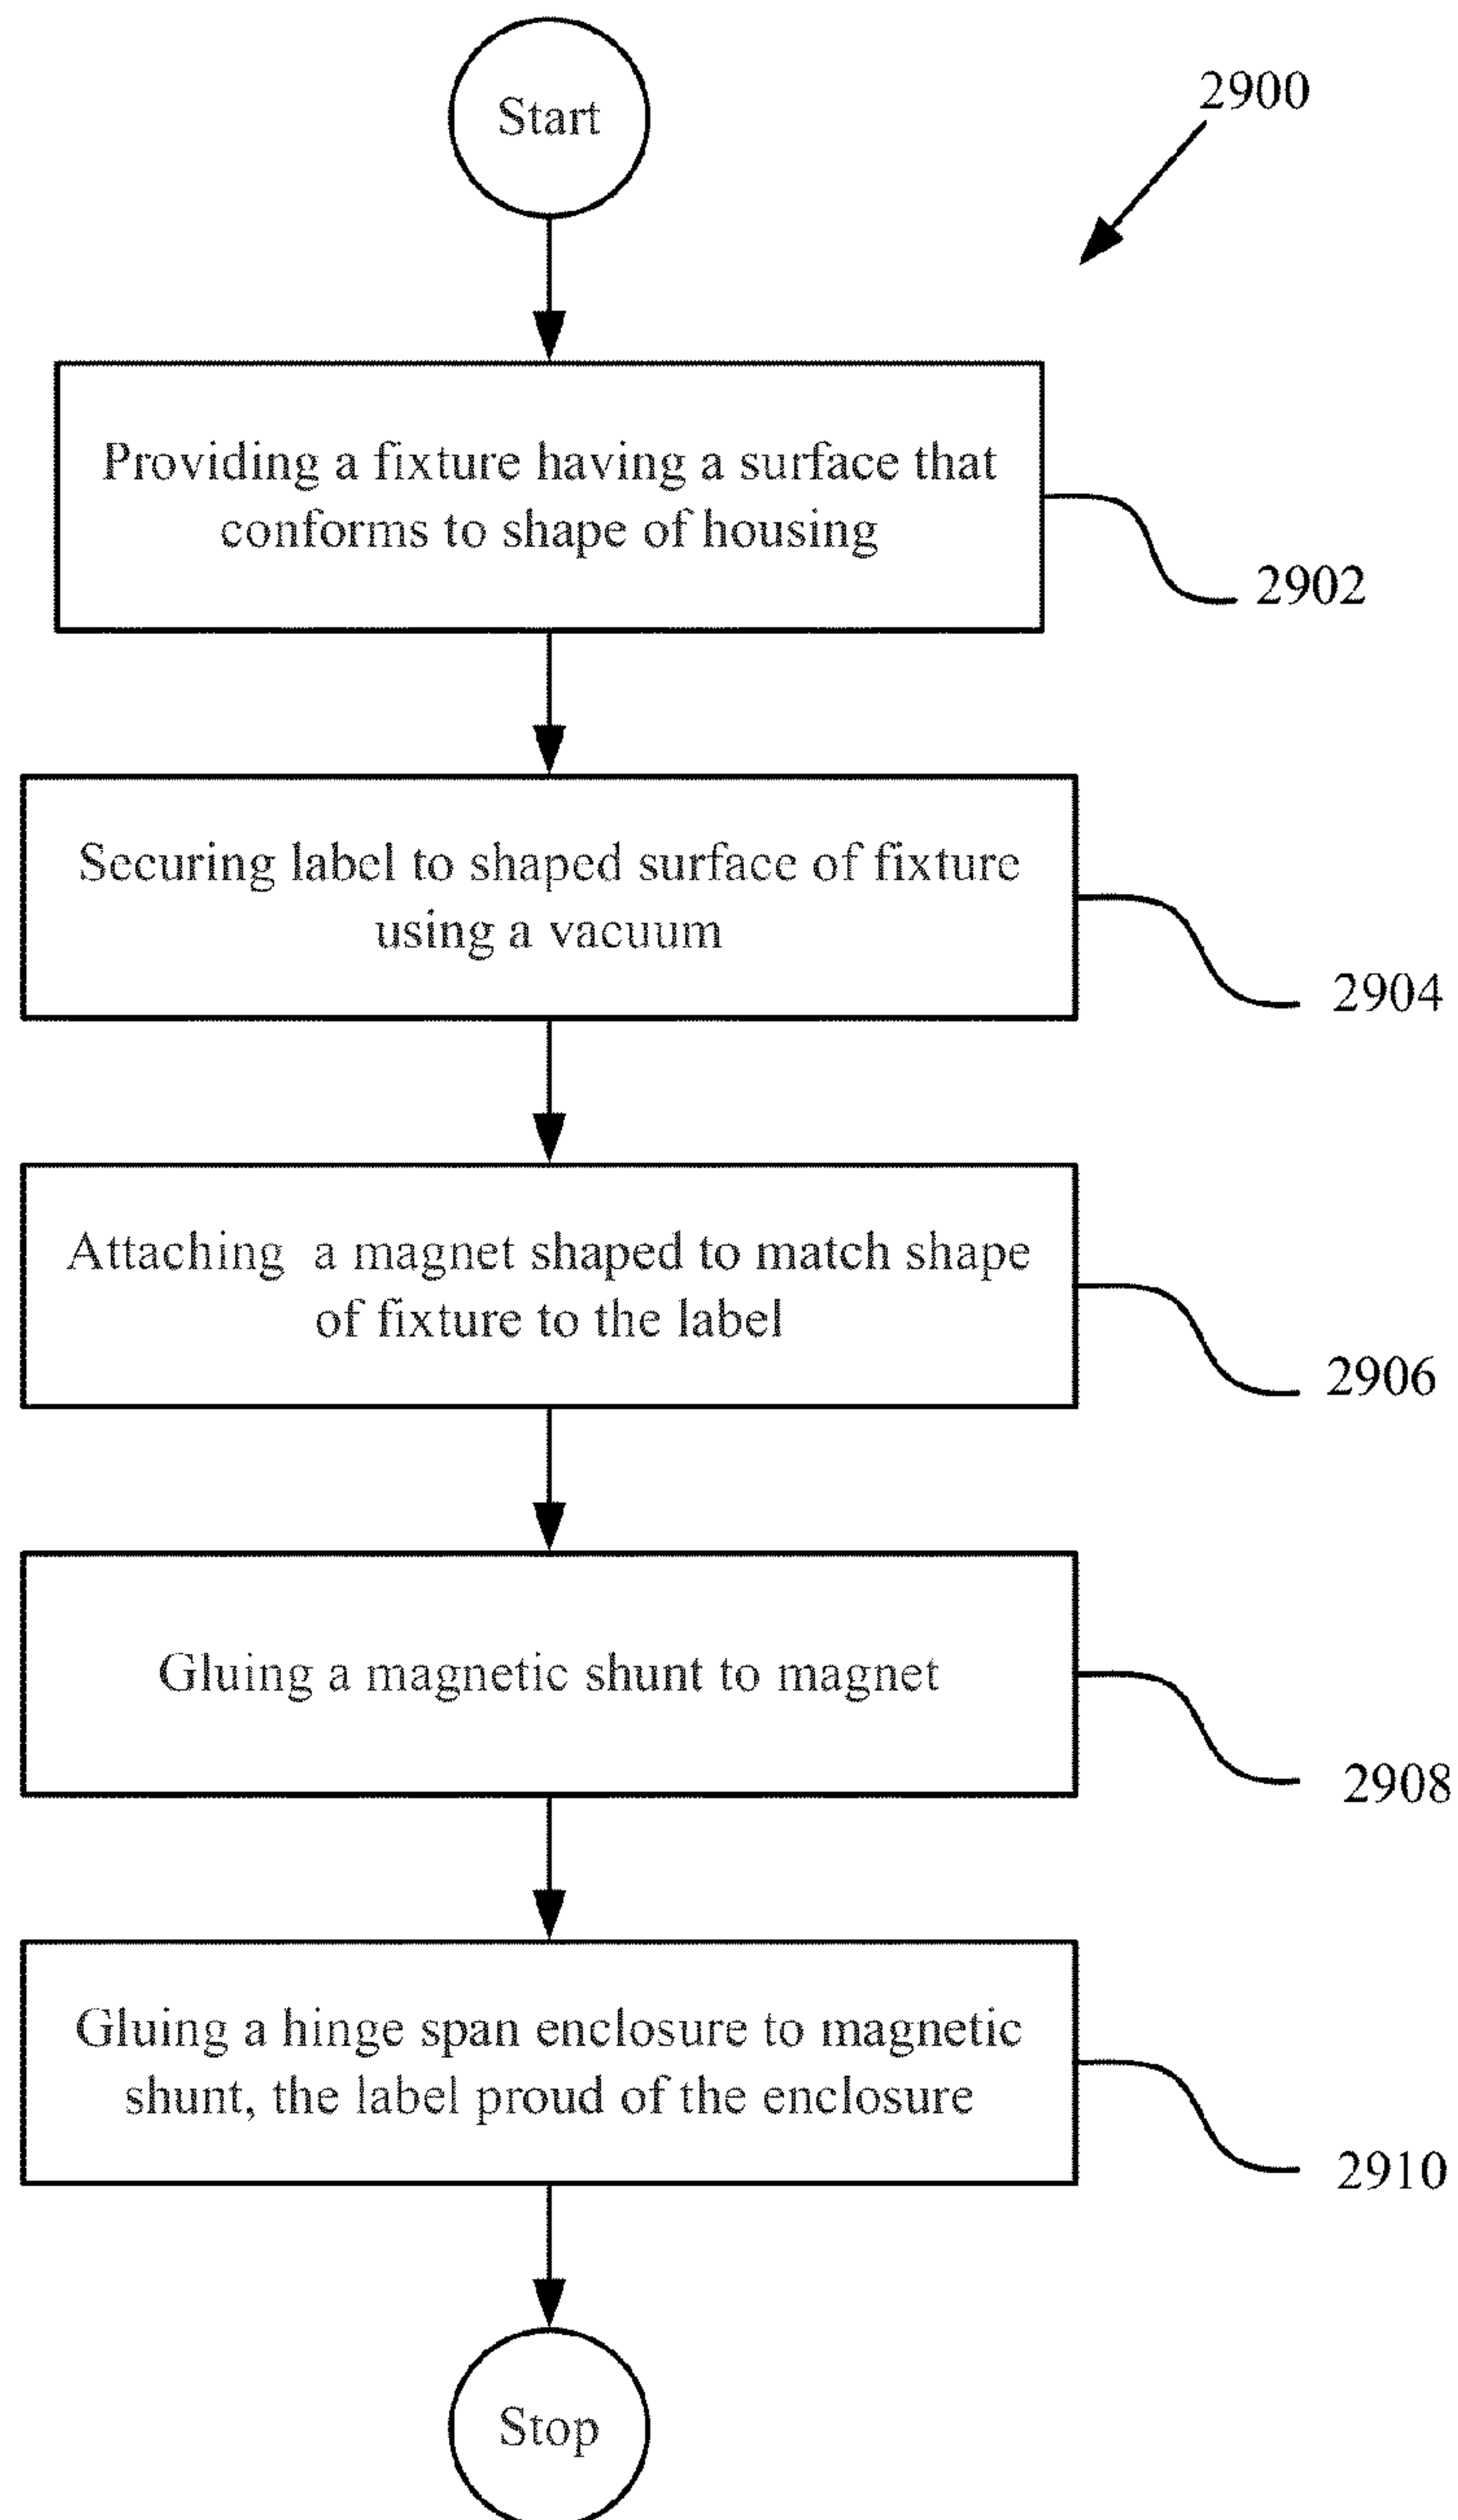 Start
2900
Providing a fixture having a surface that
conforms to shape of housing
2902
Securing label to shaped surface of fixture
using a vacuum
2904
Attaching a magnet shaped to match shape
of fixture to the label
2906
Gluing a magnetic shunt to magnet
2908
Gluing a hinge span enclosure to magnetic
shunt, the label proud of the enclosure
2910
Stop